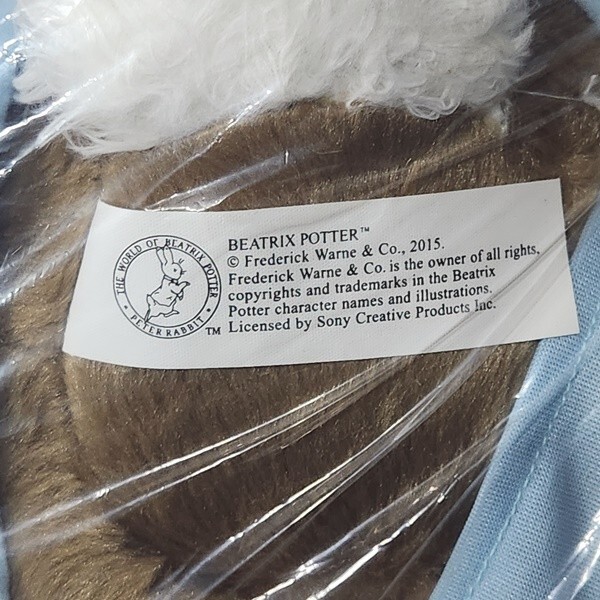 THE WORLD OF BEATRIX POTTER
PETER RABBIT
TM
BEATRIX POTTER™
© Frederick Warne & Co., 2015.
Frederick Warne & Co. is the owner of all rights,
copyrights and trademarks in the Beatrix
Potter character names and illustrations.
Licensed by Sony Creative Products Inc.